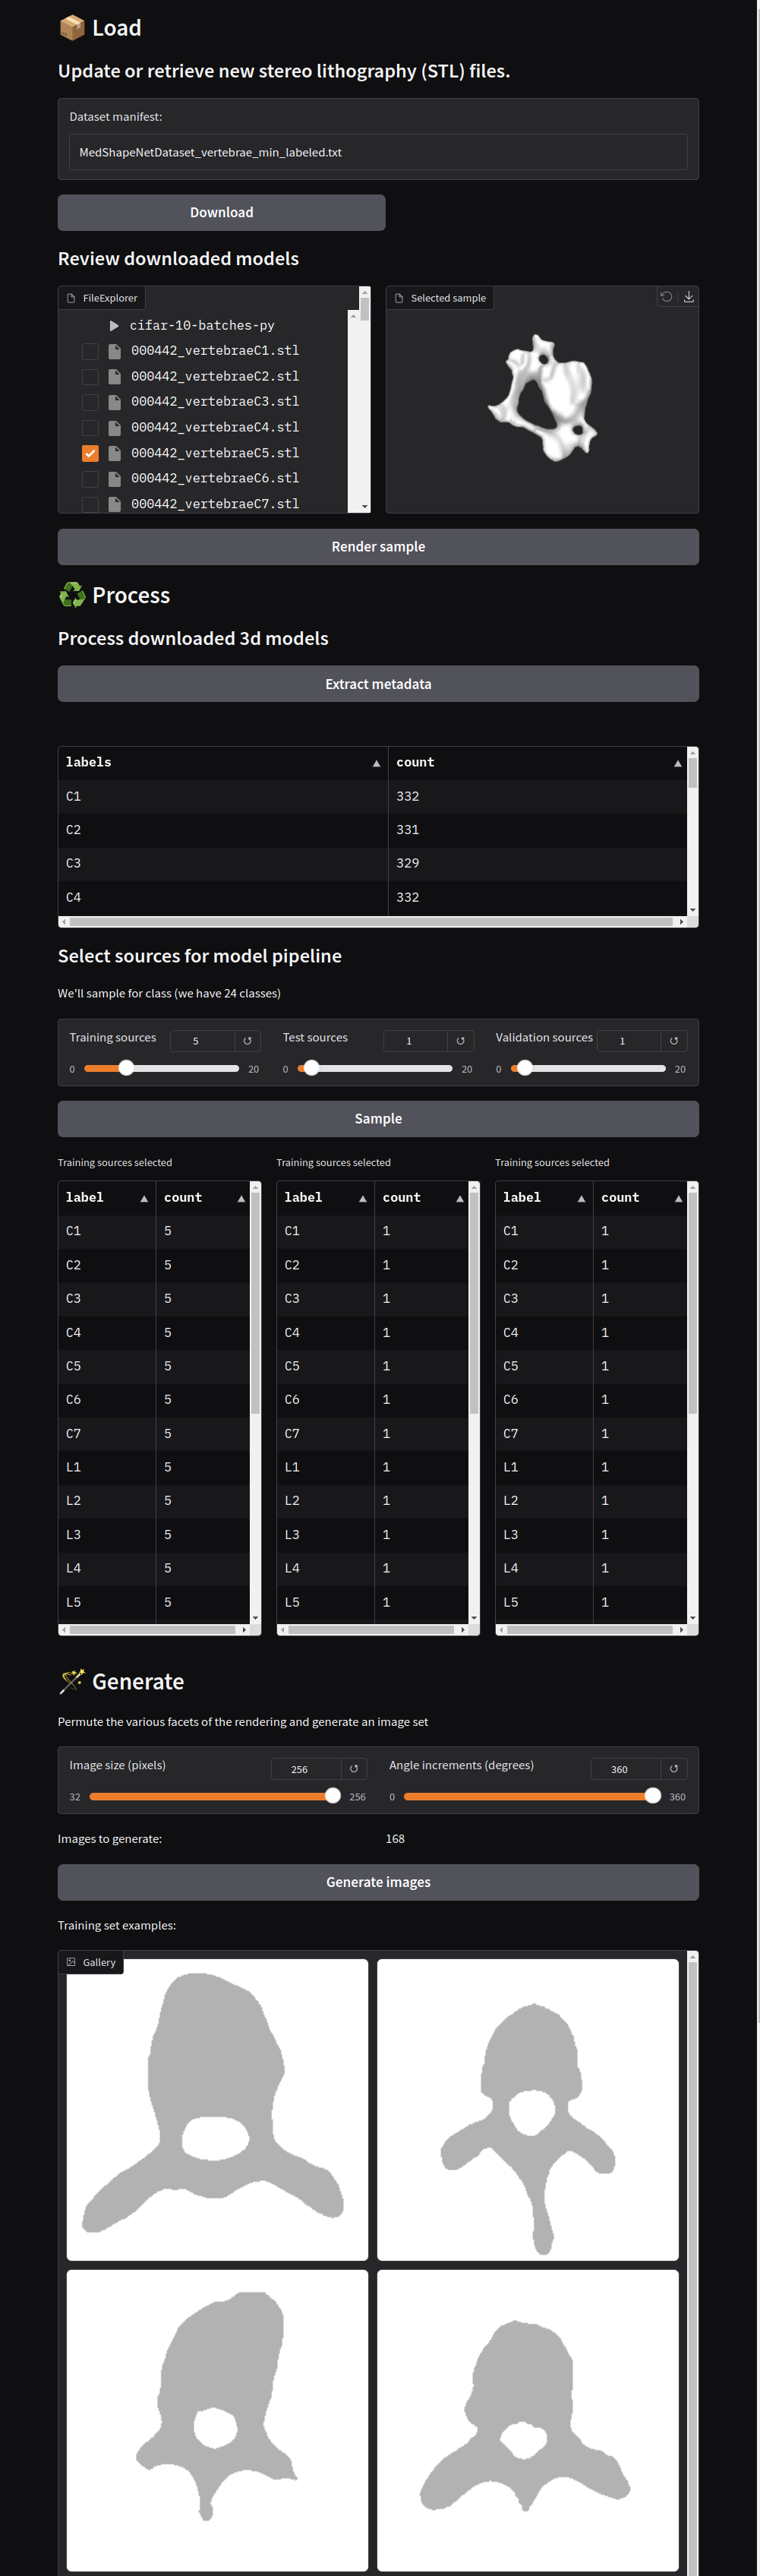 📦 Load
Update or retrieve new stereo lithography (STL) files.
Dataset manifest:
MedShapeNetDataset_vertebrae_min_labeled.txt
Download
Review downloaded models
FileExplorer
cifar-10-batches-py
000442_vertebraeC1.stl
000442_vertebraeC2.stl
000442_vertebraeC3.stl
000442_vertebraeC4.stl
000442_vertebraeC5.stl
000442_vertebraeC6.stl
000442_vertebraeC7.stl
Selected sample
Render sample
♻️ Process
Process downloaded 3d models
Extract metadata
labels count
C1 332
C2 331
C3 329
C4 332
Select sources for model pipeline
We'll sample for class (we have 24 classes)
Training sources 5 Test sources 1 Validation sources 1
0 20 0 20 0 20
Sample
Training sources selected Training sources selected Training sources selected
label count label count label count
C1 5 C1 1 C1 1
C2 5 C2 1 C2 1
C3 5 C3 1 C3 1
C4 5 C4 1 C4 1
C5 5 C5 1 C5 1
C6 5 C6 1 C6 1
C7 5 C7 1 C7 1
L1 5 L1 1 L1 1
L2 5 L2 1 L2 1
L3 5 L3 1 L3 1
L4 5 L4 1 L4 1
L5 5 L5 1 L5 1
🪄 Generate
Permute the various facets of the rendering and generate an image set
Image size (pixels) 256 Angle increments (degrees) 360
32 256 0 360
Images to generate: 168
Generate images
Training set examples:
Gallery